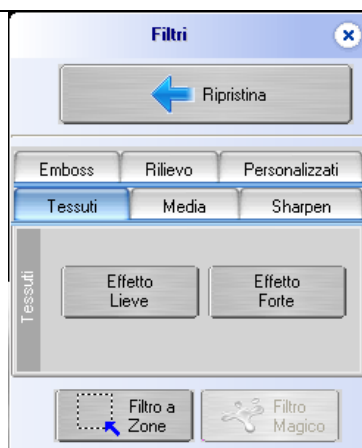 Filtri
Ripristina
Emboss Rilievo Personalizzati
Tessuti Media Sharpen
Tessuti
Effetto Lieve
Effetto Forte
Filtro a Zone
Filtro Magico